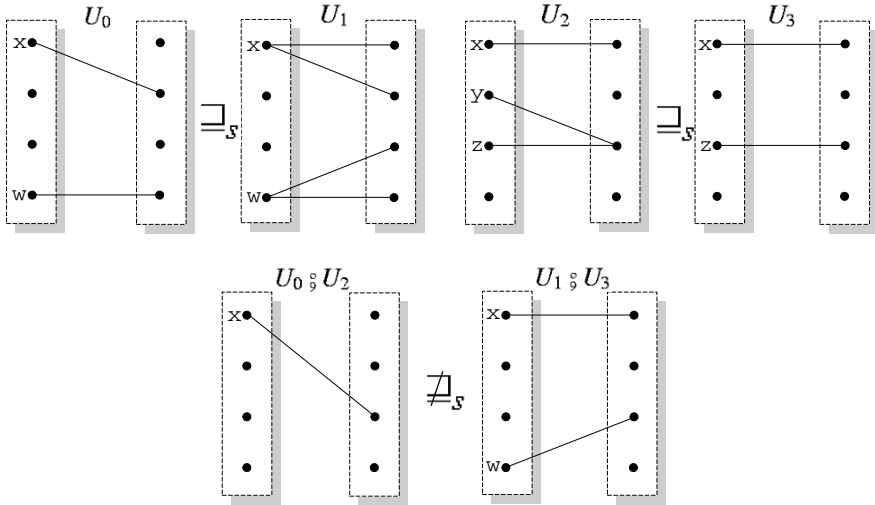 U₀ U₁ U₂ U₃
x x x x
y
⊒ₛ ⊒ₛ
z z
w w
U₀ ⨟ U₂ U₁ ⨟ U₃
x x
⋣ₛ
w